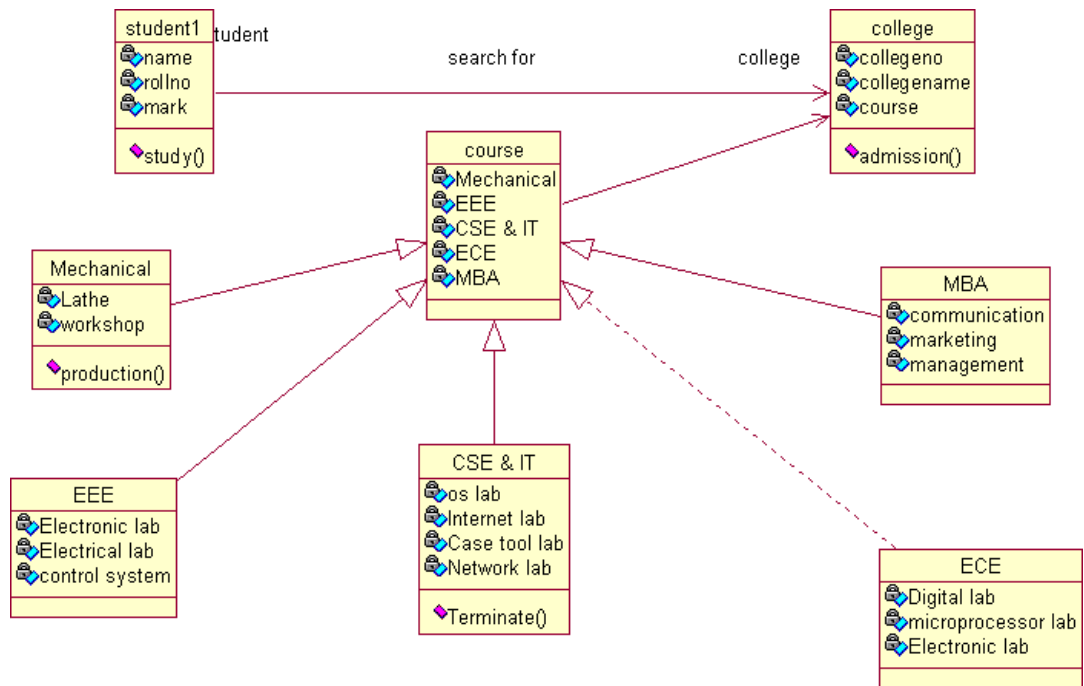 student1
tudent
name
rollno
mark
study()
search for
college
college
collegeno
collegename
course
admission()
course
Mechanical
EEE
CSE & IT
ECE
MBA
Mechanical
Lathe
workshop
production()
MBA
communication
marketing
management
EEE
Electronic lab
Electrical lab
control system
CSE & IT
os lab
Internet lab
Case tool lab
Network lab
Terminate()
ECE
Digital lab
microprocessor lab
Electronic lab